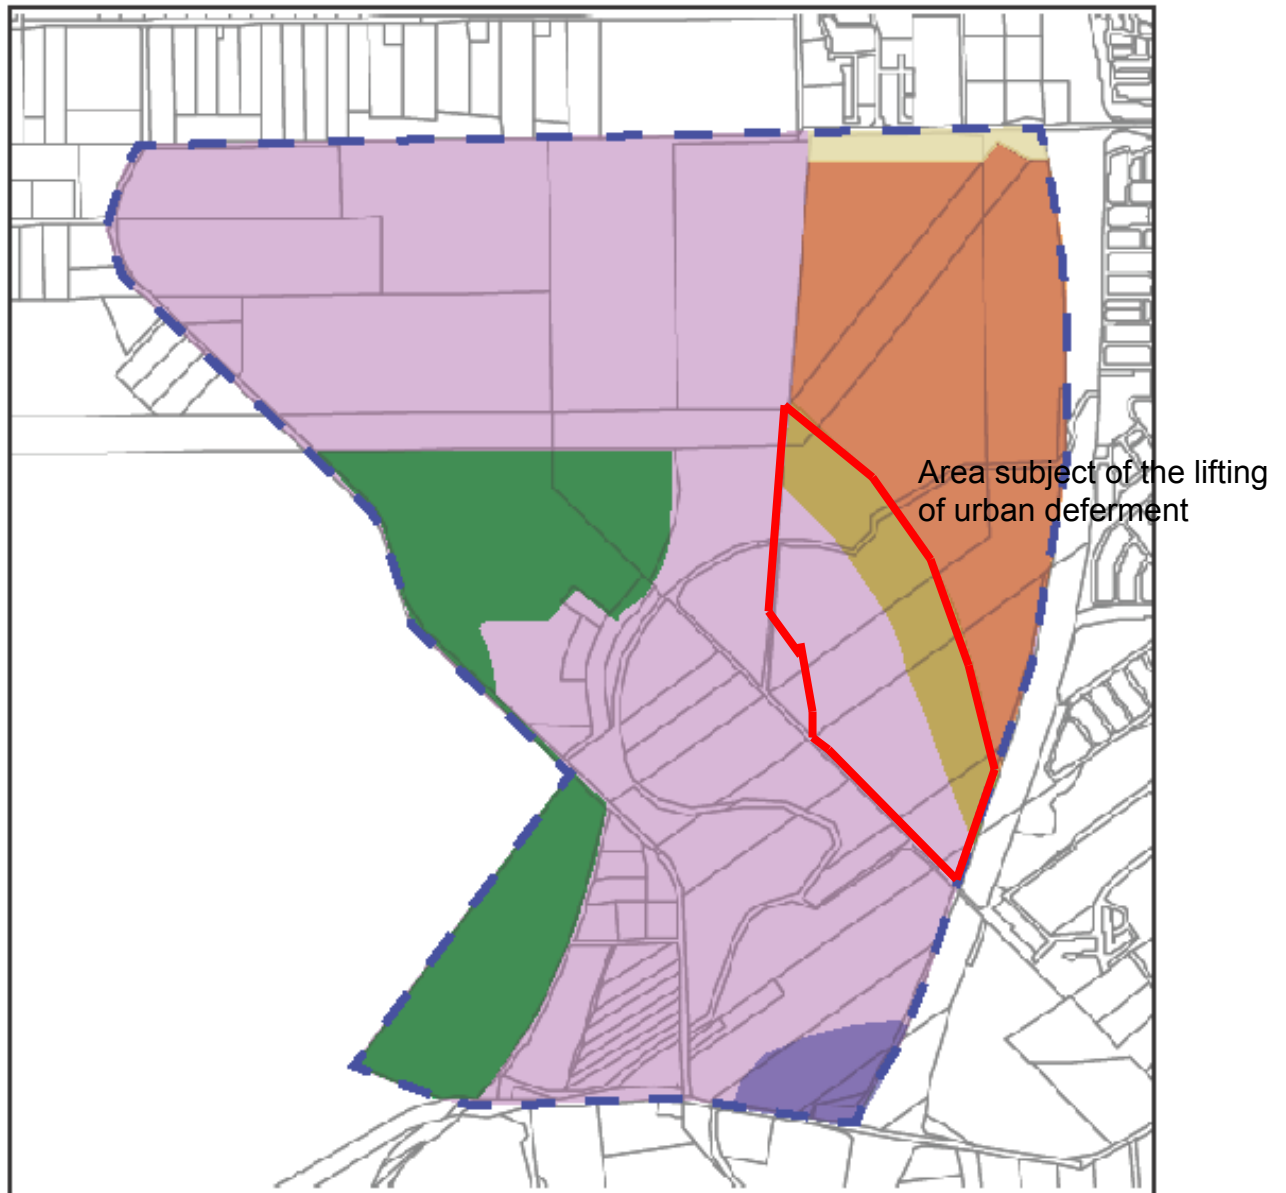 Area subject of the lifting
of urban deferment